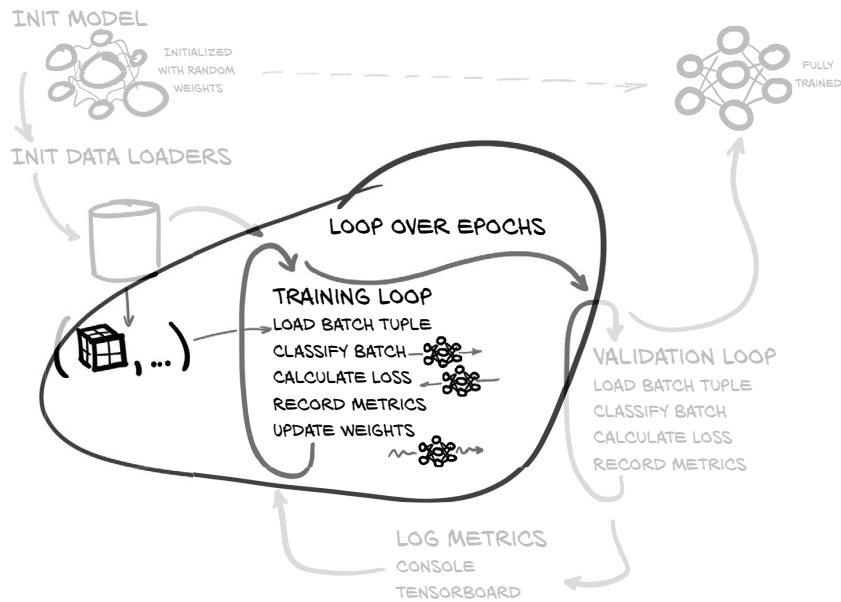 INIT MODEL
INITIALIZED
WITH RANDOM
WEIGHTS
FULLY
TRAINED
INIT DATA LOADERS
LOOP OVER EPOCHS
( , ... )
TRAINING LOOP
LOAD BATCH TUPLE
CLASSIFY BATCH
CALCULATE LOSS
RECORD METRICS
UPDATE WEIGHTS
VALIDATION LOOP
LOAD BATCH TUPLE
CLASSIFY BATCH
CALCULATE LOSS
RECORD METRICS
LOG METRICS
CONSOLE
TENSORBOARD